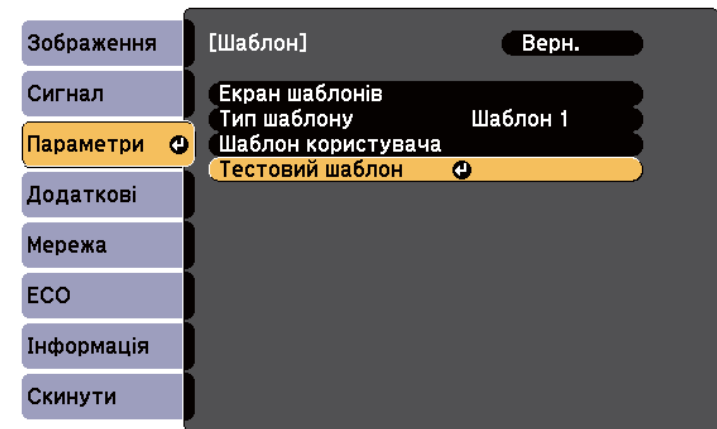 Зображення
Сигнал
Параметри
Додаткові
Мережа
ECO
Інформація
Скинути
[Шаблон] Верн.
Екран шаблонів
Тип шаблону Шаблон 1
Шаблон користувача
Тестовий шаблон